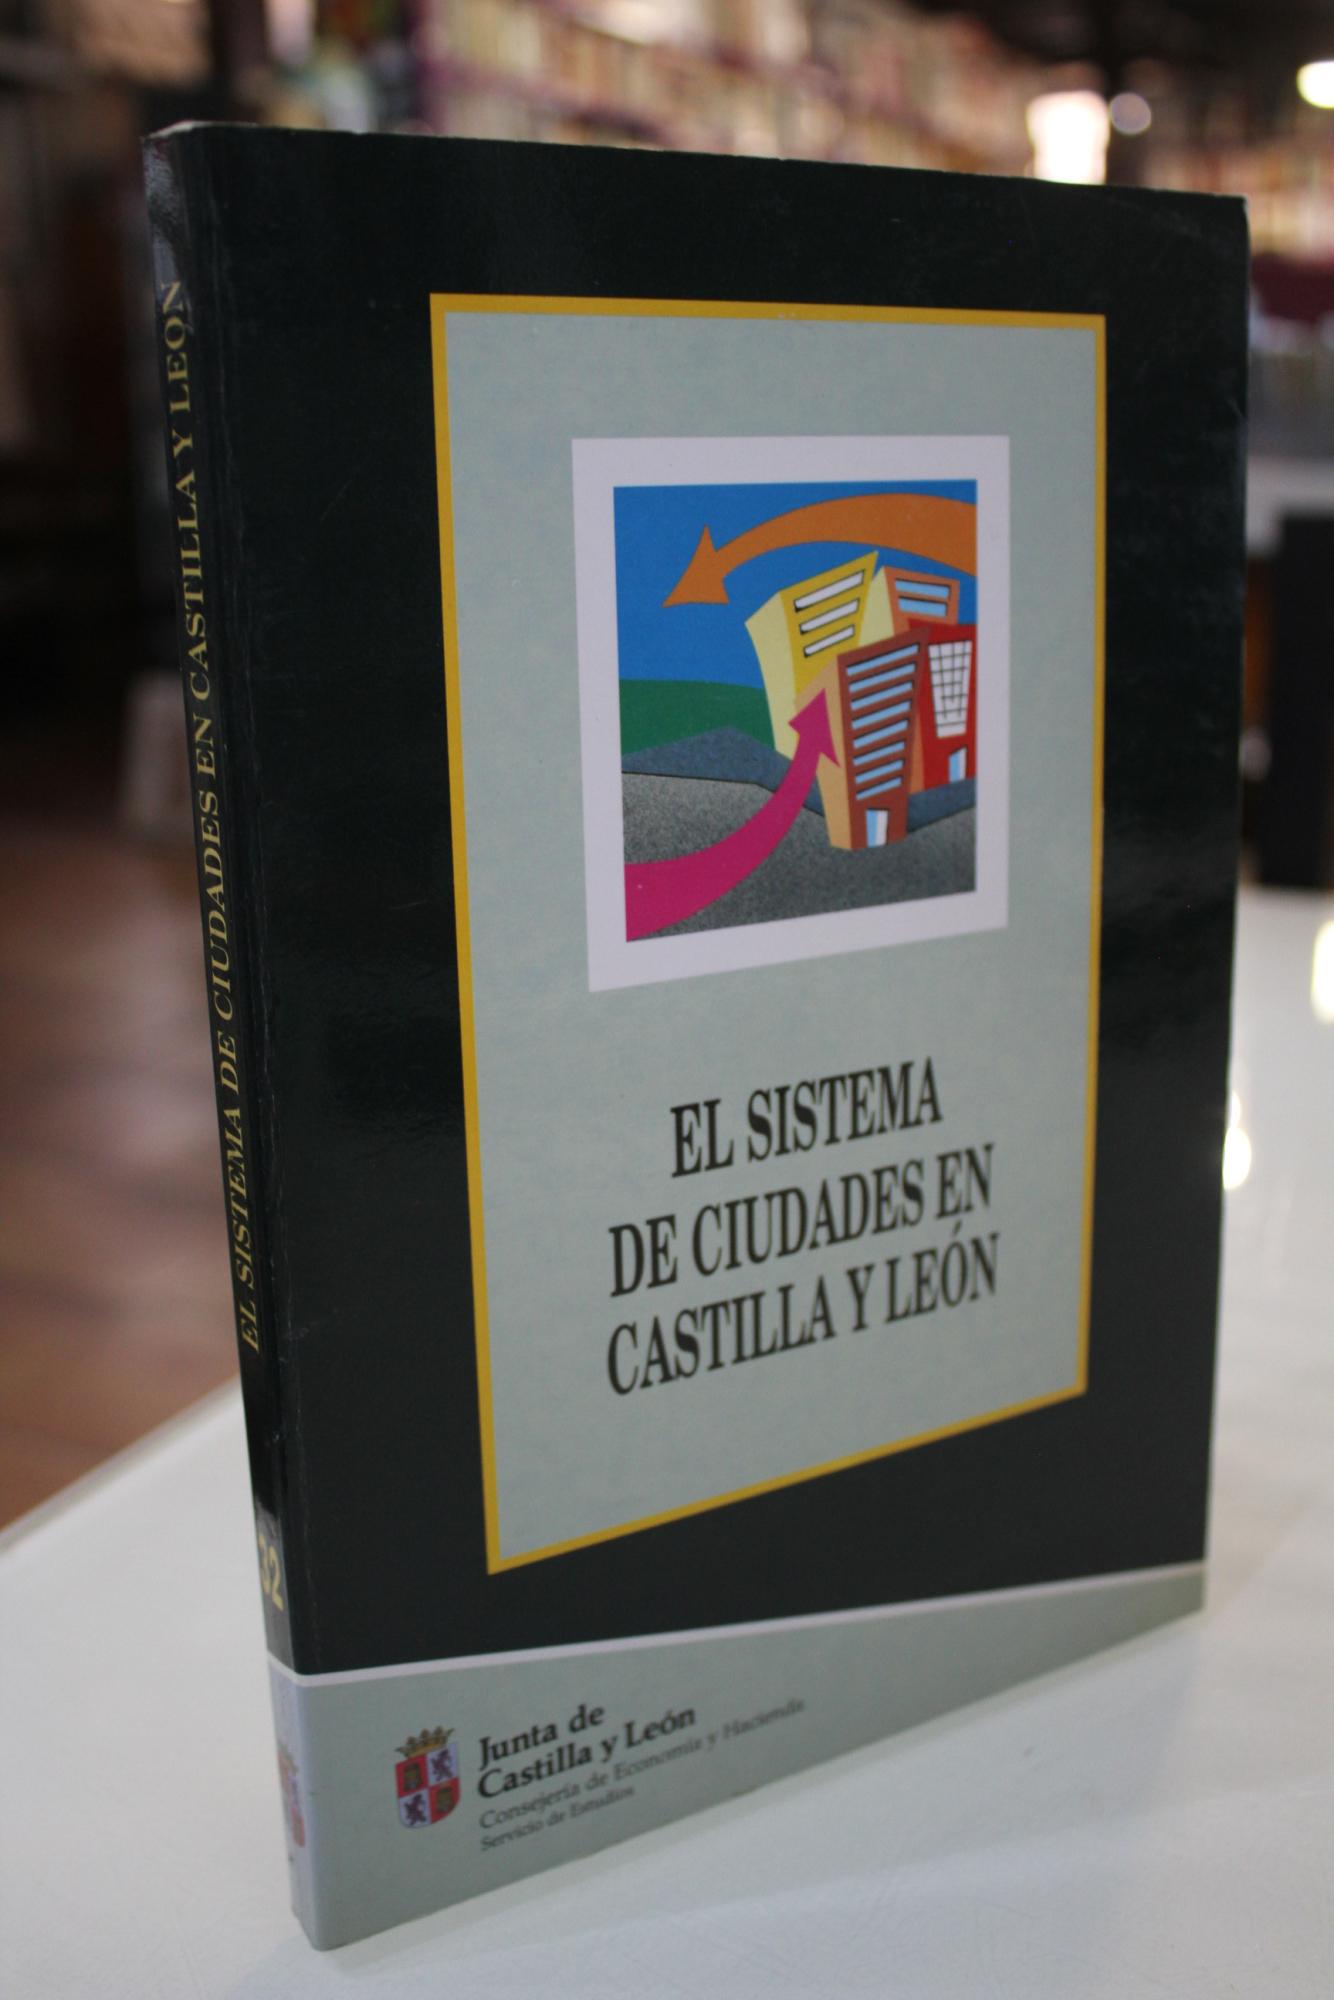 EL SISTEMA DE CIUDADES EN CASTILLA Y LEÓN
32
EL SISTEMA
DE CIUDADES EN
CASTILLA Y LEÓN
Junta de
Castilla y León
Consejería de Economía y Hacienda
Servicio de Estudios